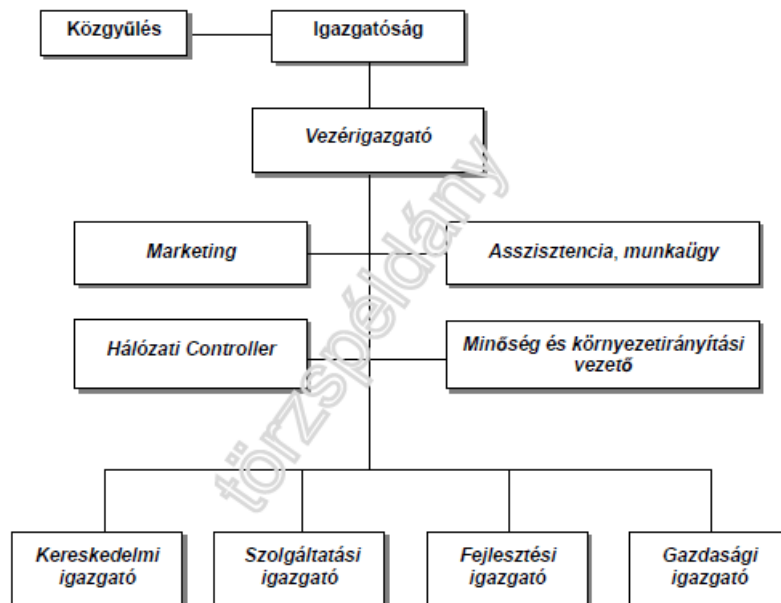 Közgyűlés
Igazgatóság
Vezérigazgató
Marketing
Asszisztencia, munkaügy
Hálózati Controller
Minőség és környezetirányítási
vezető
törzspéldány
Kereskedelmi
igazgató
Szolgáltatási
igazgató
Fejlesztési
igazgató
Gazdasági
igazgató